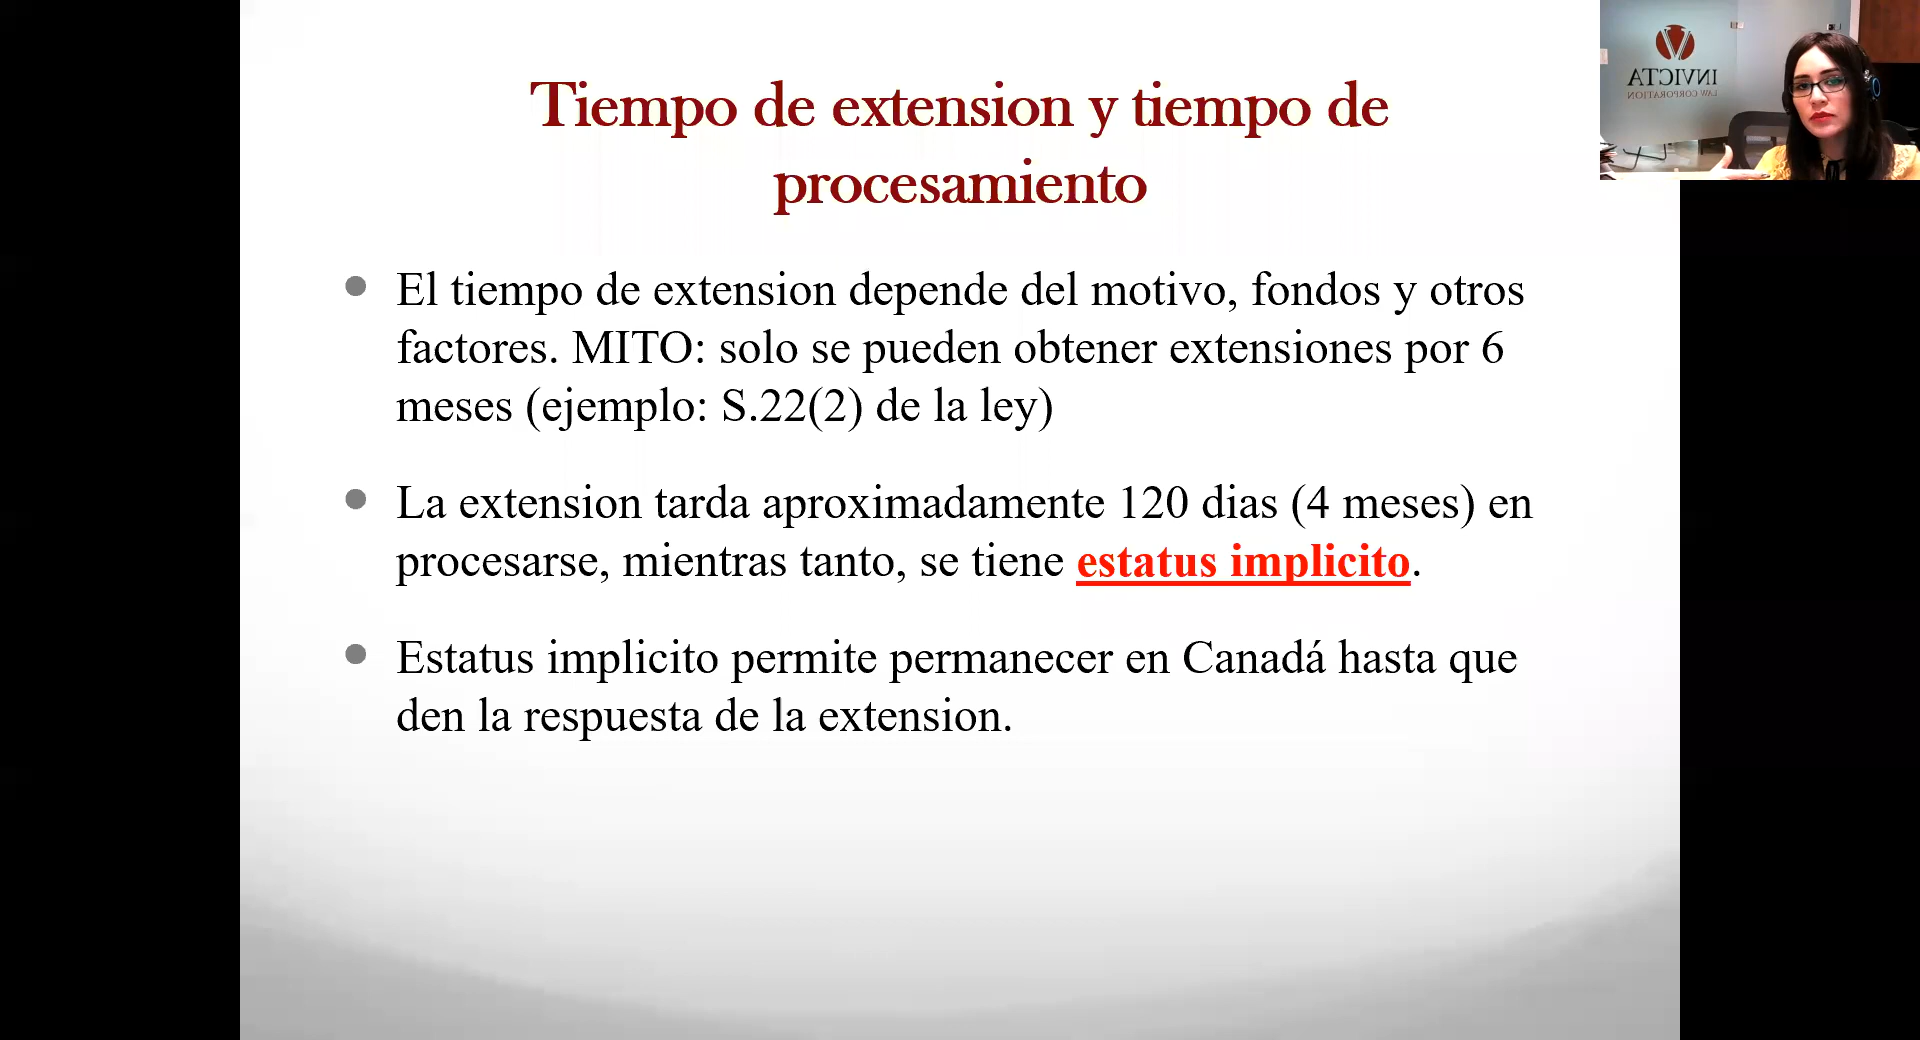 Tiempo de extension y tiempo de
procesamiento
El tiempo de extension depende del motivo, fondos y otros
factores. MITO: solo se pueden obtener extensiones por 6
meses (ejemplo: S.22(2) de la ley)
La extension tarda aproximadamente 120 dias (4 meses) en
procesarse, mientras tanto, se tiene estatus implicito.
Estatus implicito permite permanecer en Canadá hasta que
den la respuesta de la extension.
INVICTA
LAW CORPORATION